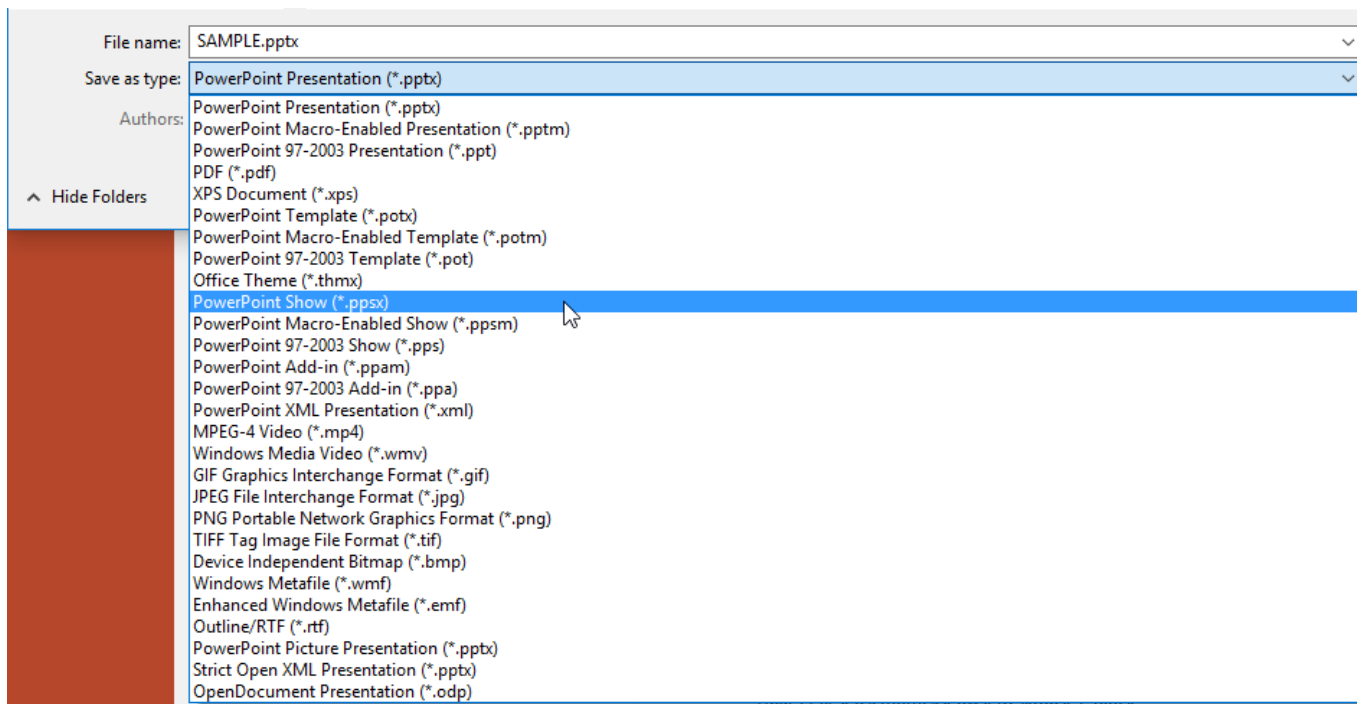 File name: SAMPLE.pptx
Save as type: PowerPoint Presentation (*.pptx)
Authors:
Hide Folders
PowerPoint Presentation (*.pptx)
PowerPoint Macro-Enabled Presentation (*.pptm)
PowerPoint 97-2003 Presentation (*.ppt)
PDF (*.pdf)
XPS Document (*.xps)
PowerPoint Template (*.potx)
PowerPoint Macro-Enabled Template (*.potm)
PowerPoint 97-2003 Template (*.pot)
Office Theme (*.thmx)
PowerPoint Show (*.ppsx)
PowerPoint Macro-Enabled Show (*.ppsm)
PowerPoint 97-2003 Show (*.pps)
PowerPoint Add-in (*.ppam)
PowerPoint 97-2003 Add-in (*.ppa)
PowerPoint XML Presentation (*.xml)
MPEG-4 Video (*.mp4)
Windows Media Video (*.wmv)
GIF Graphics Interchange Format (*.gif)
JPEG File Interchange Format (*.jpg)
PNG Portable Network Graphics Format (*.png)
TIFF Tag Image File Format (*.tif)
Device Independent Bitmap (*.bmp)
Windows Metafile (*.wmf)
Enhanced Windows Metafile (*.emf)
Outline/RTF (*.rtf)
PowerPoint Picture Presentation (*.pptx)
Strict Open XML Presentation (*.pptx)
OpenDocument Presentation (*.odp)